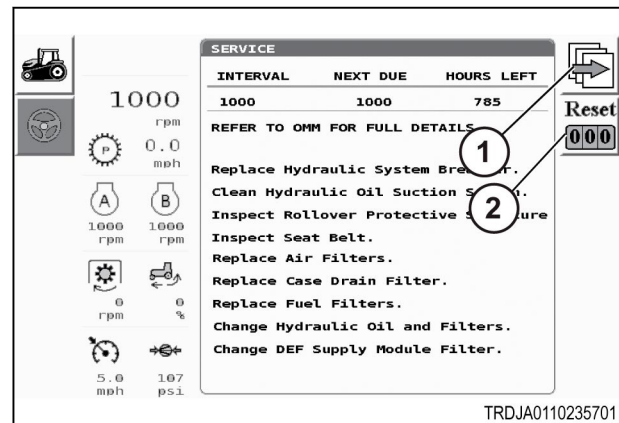 SERVICE
INTERVAL NEXT DUE HOURS LEFT
1000 1000 785
REFER TO OMM FOR FULL DETAILS
Replace Hydraulic System
Clean Hydraulic Oil Suction
Inspect Rollover Protective
Inspect Seat Belt.
Replace Air Filters.
Replace Case Drain Filter.
Replace Fuel Filters.
Change Hydraulic Oil and Filters.
Change DEF Supply Module Filter.
1000
rpm
P 0.0
mph
A B
1000 1000
rpm rpm
0 0
rpm %
5.0 107
mph psi
Reset
000
1
2
TRDJA0110235701